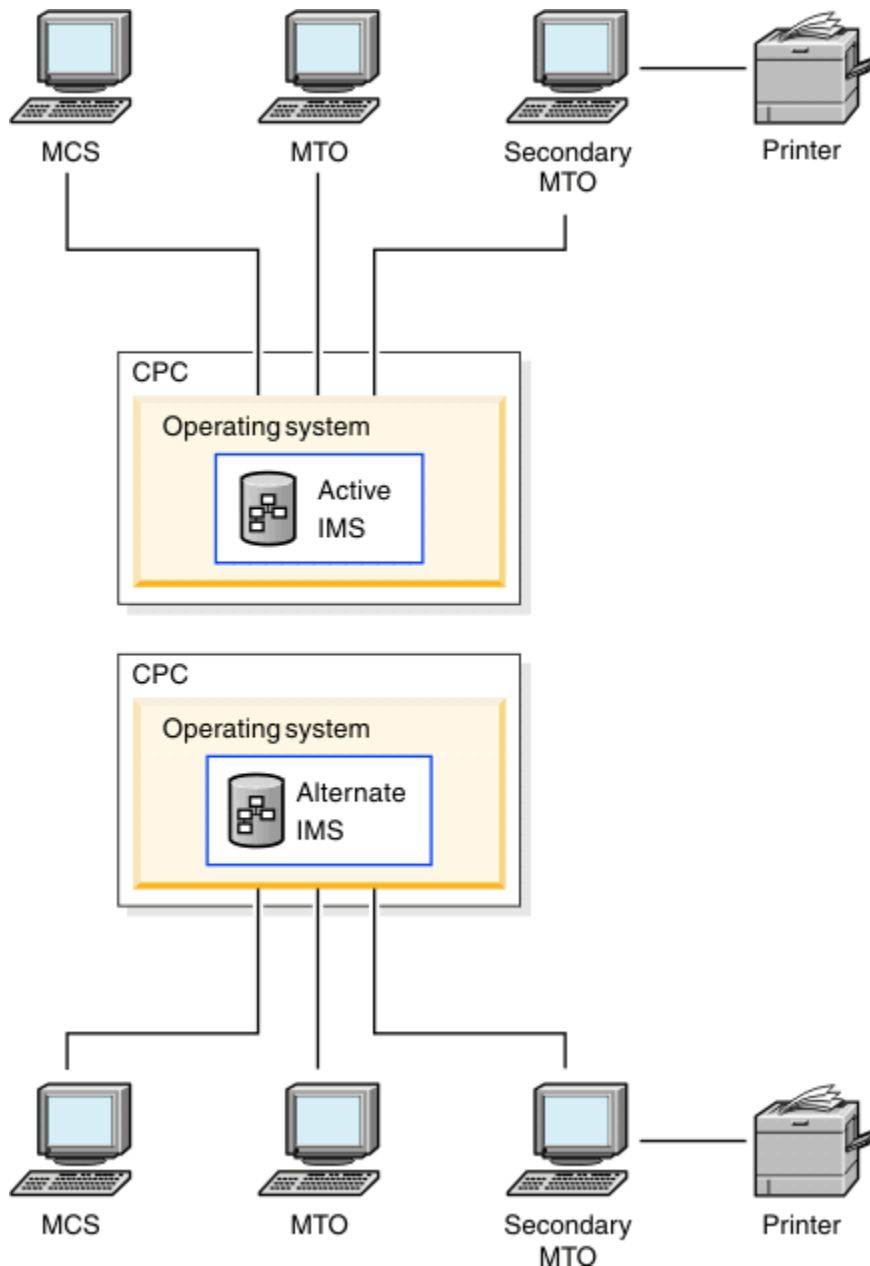 MCS
MTO
Secondary
MTO
Printer
CPC
Operating system
Active
IMS
CPC
Operating system
Alternate
IMS
MCS
MTO
Secondary
MTO
Printer